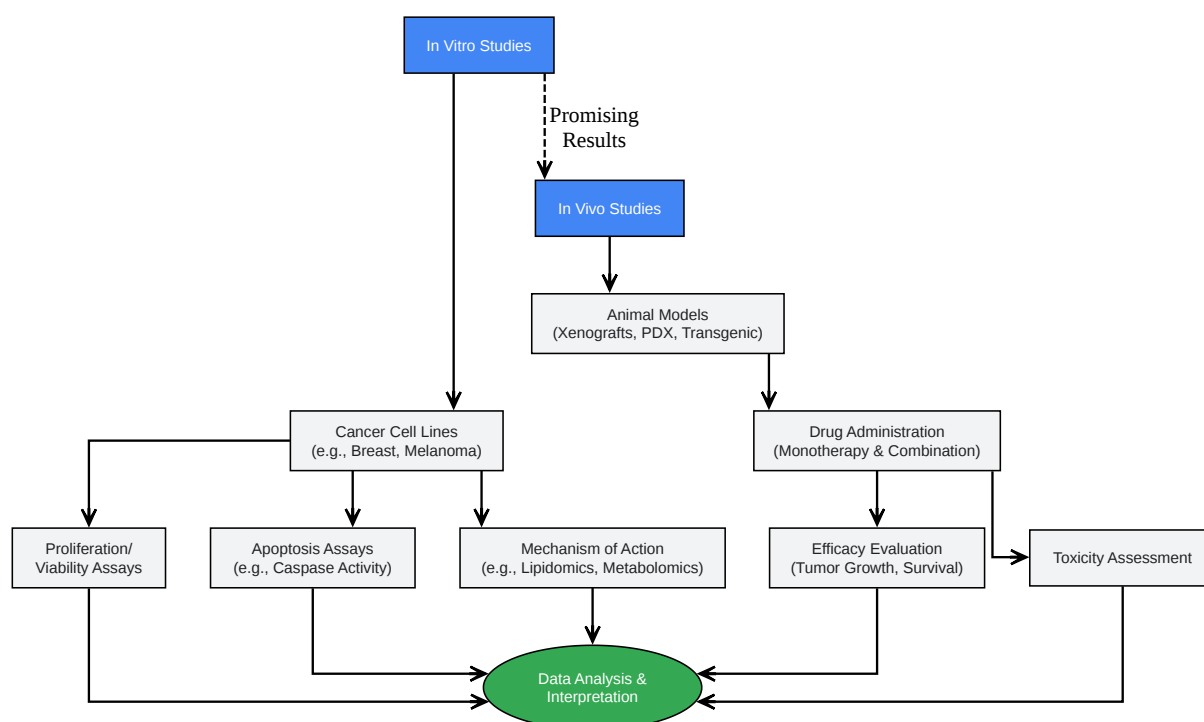 In Vitro Studies
Promising
Results
In Vivo Studies
Animal Models
(Xenografts, PDX, Transgenic)
Cancer Cell Lines
(e.g., Breast, Melanoma)
Drug Administration
(Monotherapy & Combination)
Proliferation/
Viability Assays
Apoptosis Assays
(e.g., Caspase Activity)
Mechanism of Action
(e.g., Lipidomics, Metabolomics)
Efficacy Evaluation
(Tumor Growth, Survival)
Toxicity Assessment
Data Analysis &
Interpretation